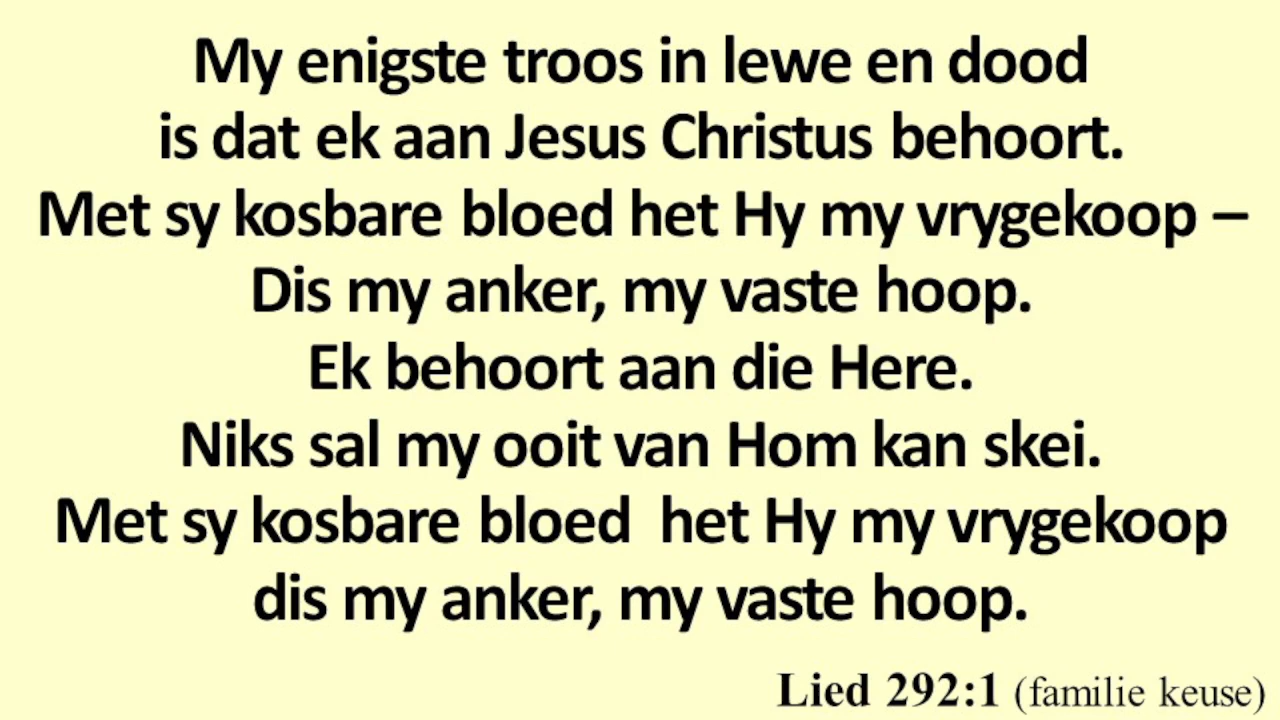 My enigste troos in lewe en dood
is dat ek aan Jesus Christus behoort.
Met sy kosbare bloed het Hy my vrygekoop –
Dis my anker, my vaste hoop.
Ek behoort aan die Here.
Niks sal my ooit van Hom kan skei.
Met sy kosbare bloed  het Hy my vrygekoop
dis my anker, my vaste hoop.
Lied 292:1 (familie keuse)